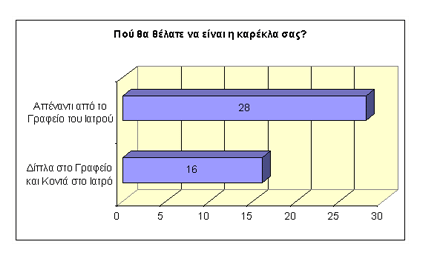 Πού θα θέλατε να είναι η καρέκλα σας?
Απέναντι από το
Γραφείο του Ιατρού
28
Δίπλα στο Γραφείο
και Κοντά στο Ιατρό
16
0 5 10 15 20 25 30